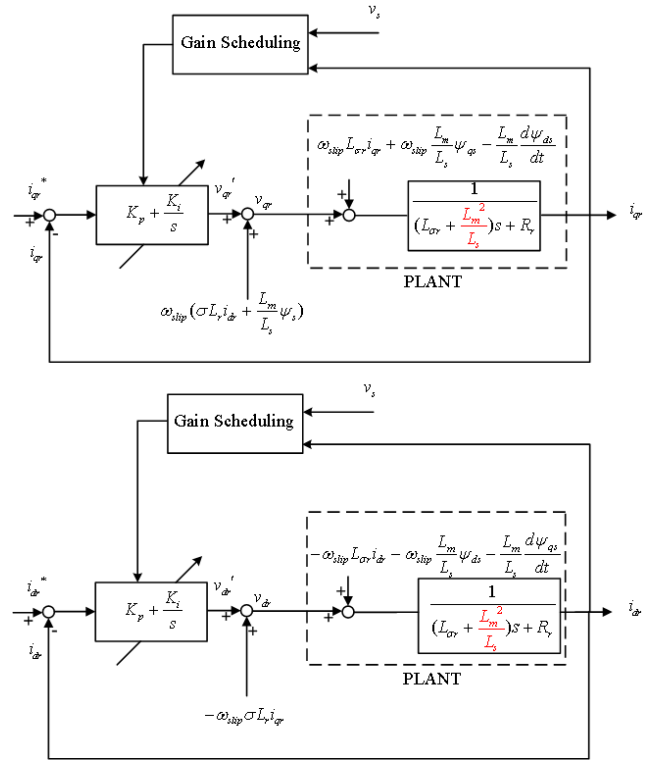 v_s
Gain Scheduling
ω_slip L_σr i_qr + ω_slip (L_m / L_s) ψ_qs − (L_m / L_s) (dψ_ds / dt)
i_qr* + -
K_p + K_i / s
v_qr' + +
v_qr
+ +
1 / ((L_σr + L_m² / L_s)s + R_r)
i_qr
i_qr
PLANT
ω_slip (σL_r i_dr + (L_m / L_s) ψ_s)
v_s
Gain Scheduling
−ω_slip L_σr i_dr − ω_slip (L_m / L_s) ψ_ds − (L_m / L_s) (dψ_qs / dt)
i_dr* + -
K_p + K_i / s
v_dr' + +
v_dr
+ +
1 / ((L_σr + L_m² / L_s)s + R_r)
i_dr
i_dr
PLANT
−ω_slip σL_r i_qr